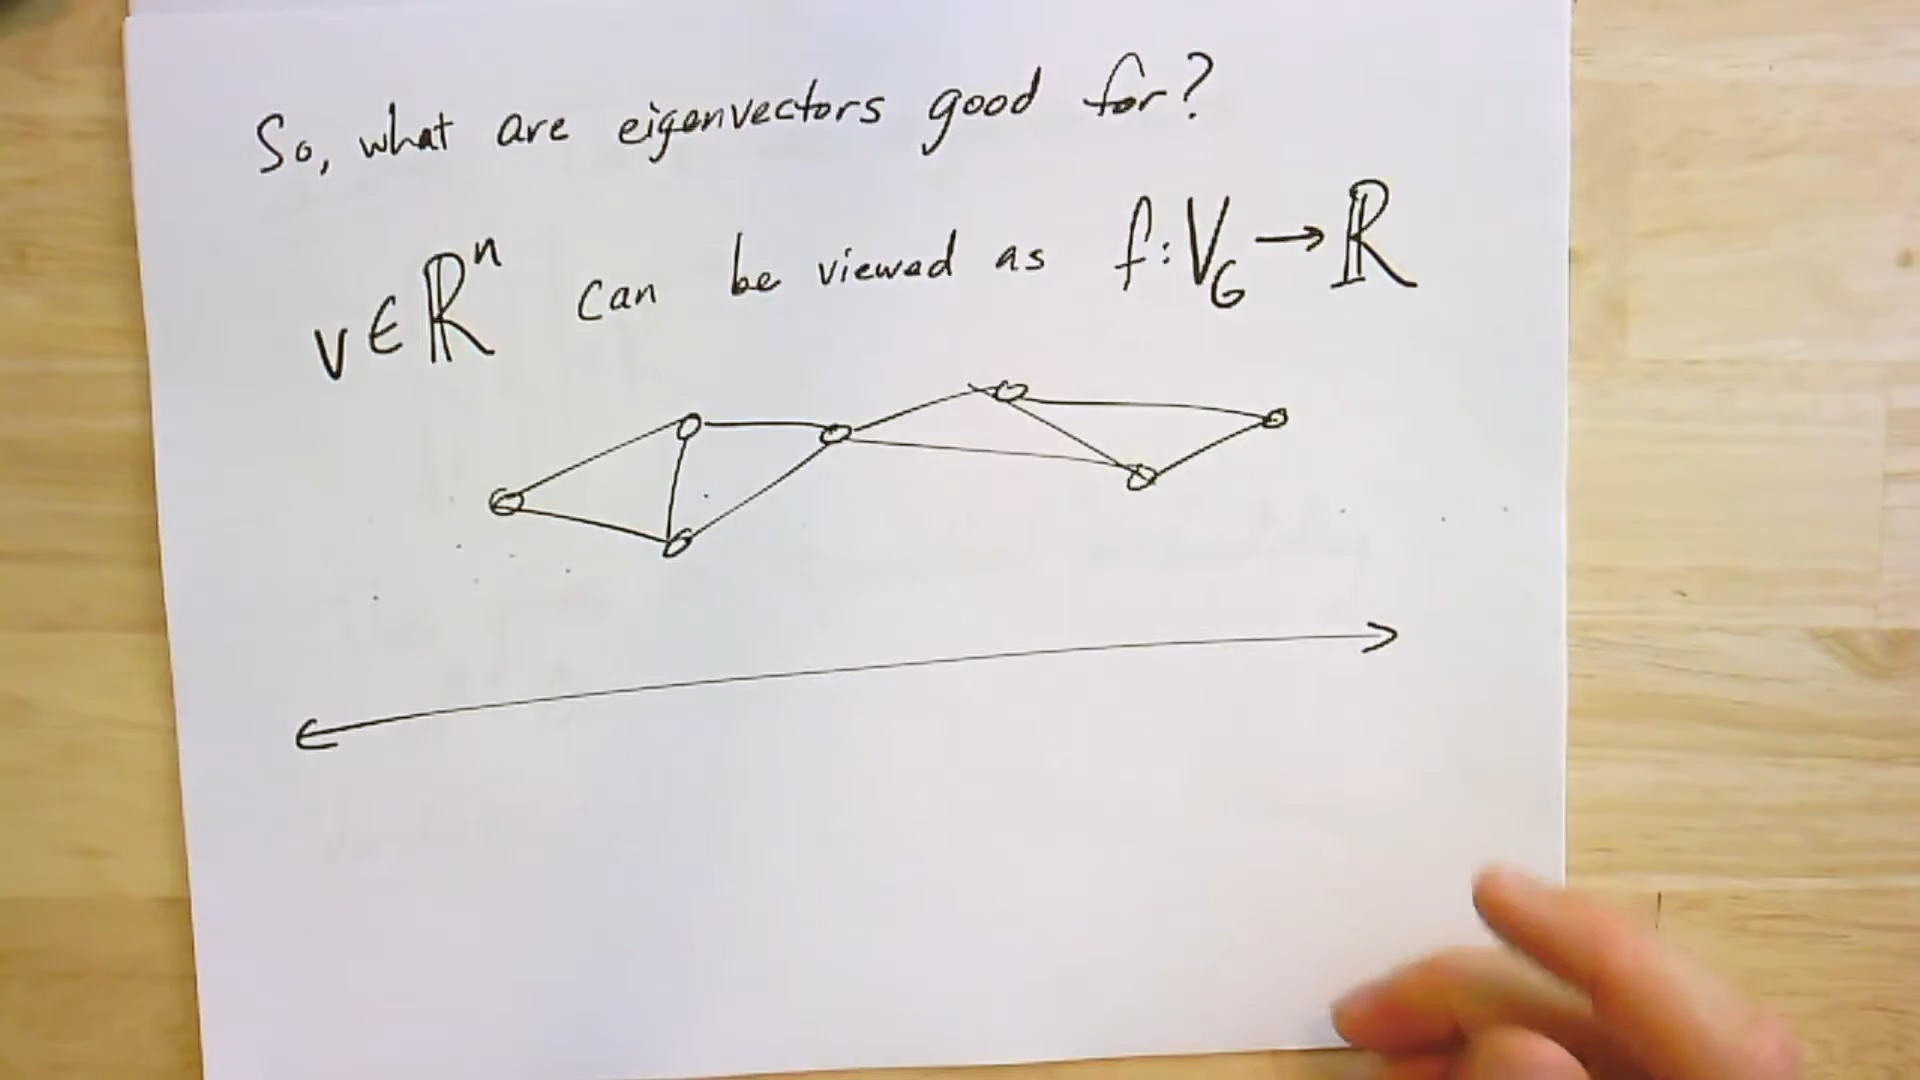 So, what are eigenvectors good for?
v∈ℝⁿ can be viewed as f:V_G→ℝ